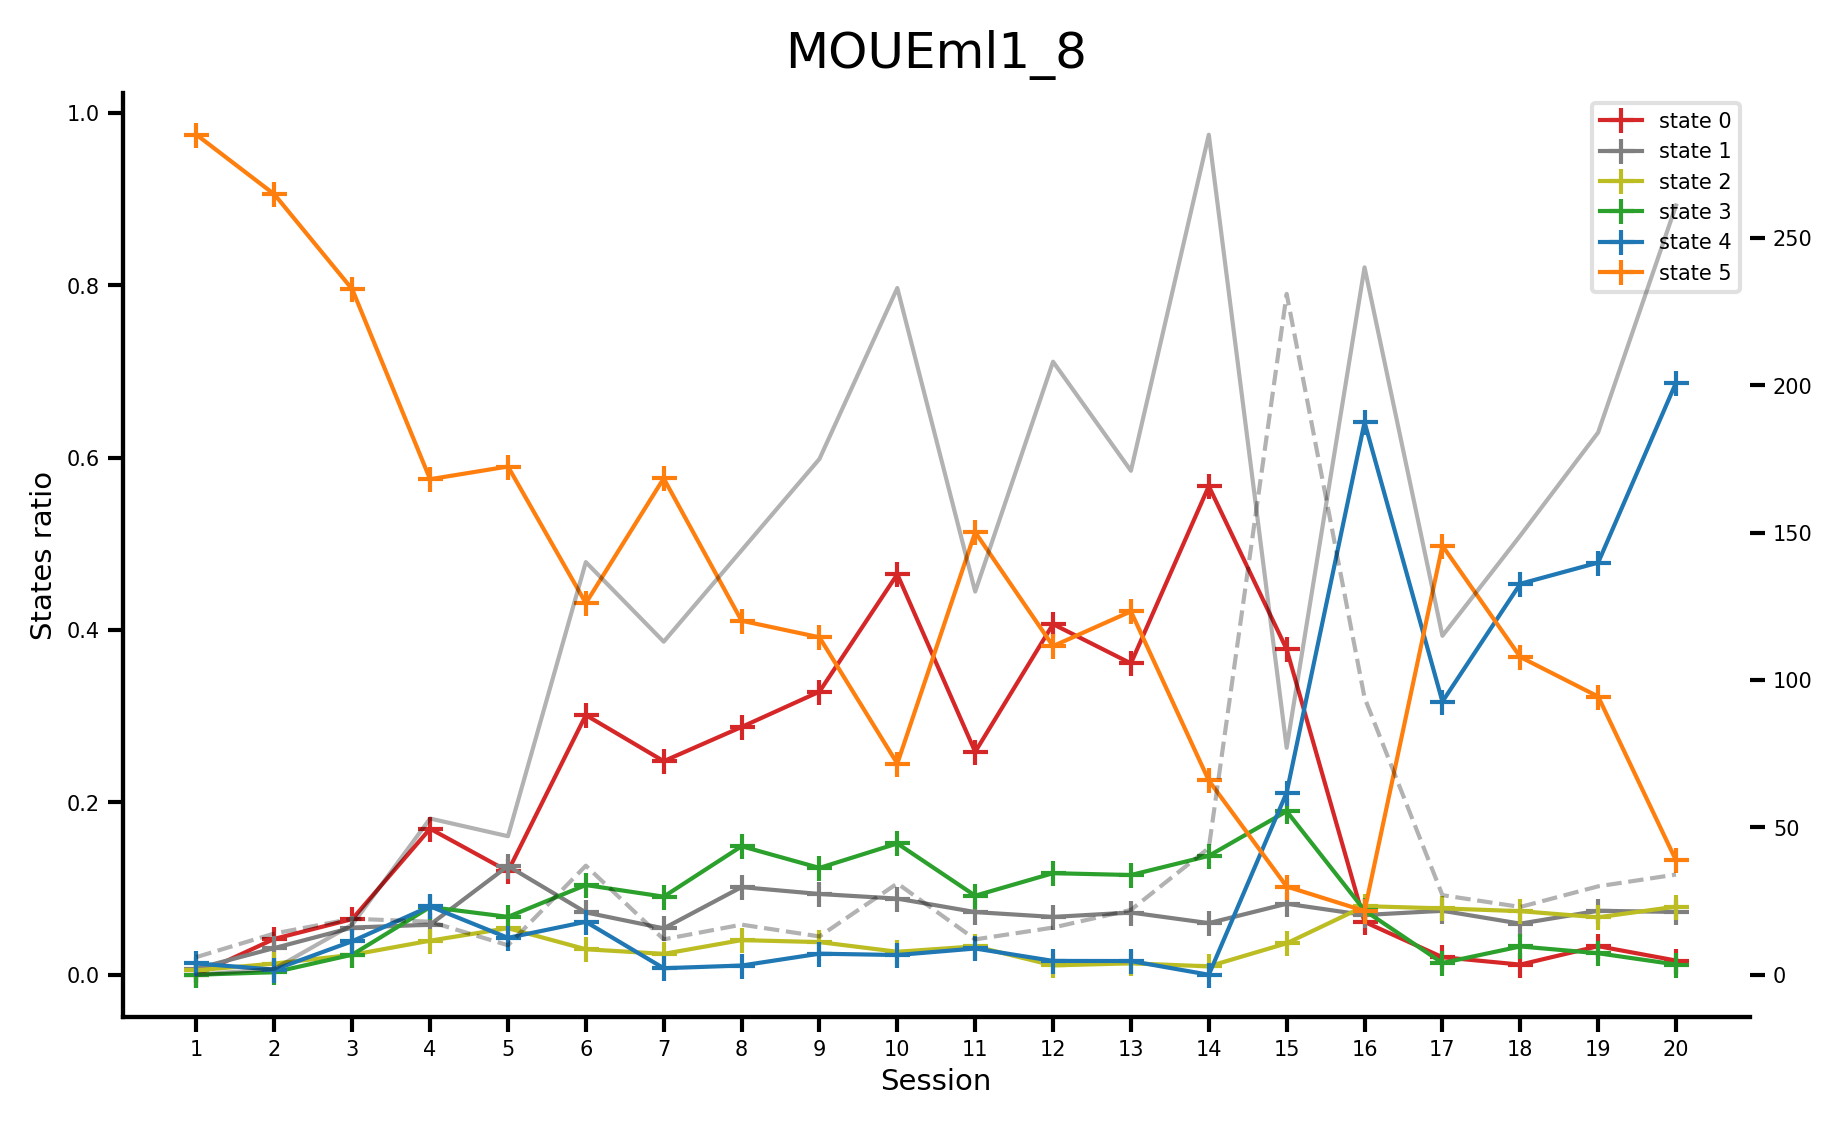 MOUEml1_8
1.0
0.8
0.6
0.4
0.2
0.0
States ratio
state 0
state 1
state 2
state 3
state 4
state 5
250
200
150
100
50
0
1 2 3 4 5 6 7 8 9 10 11 12 13 14 15 16 17 18 19 20
Session